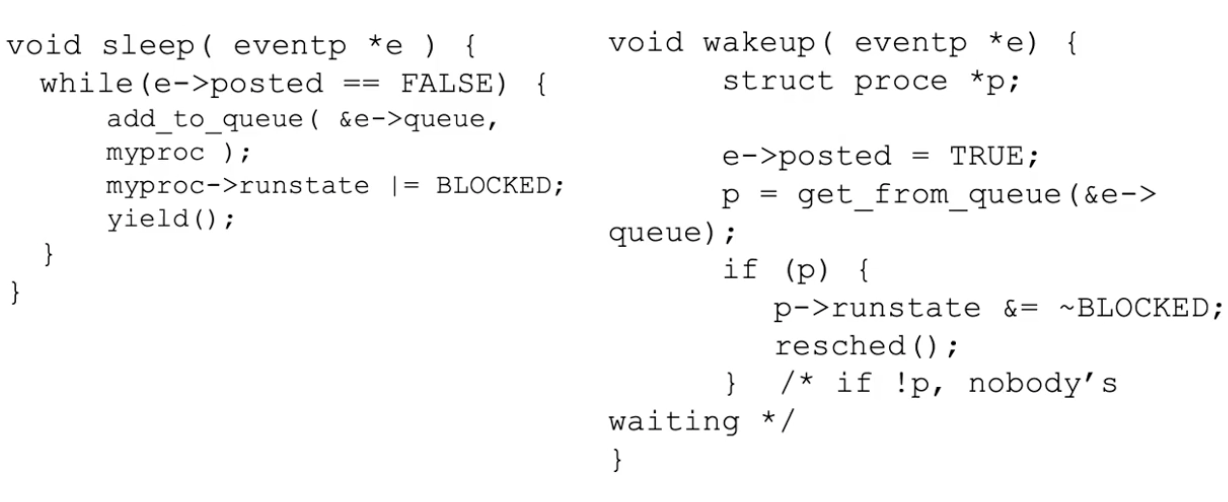 void sleep( eventp *e ) {
while(e->posted == FALSE) {
add_to_queue( &e->queue,
myproc );
myproc->runstate |= BLOCKED;
yield();
}
}
void wakeup( eventp *e) {
struct proce *p;
e->posted = TRUE;
p = get_from_queue(&e->
queue);
if (p) {
p->runstate &= ~BLOCKED;
resched();
} /* if !p, nobody’s
waiting */
}